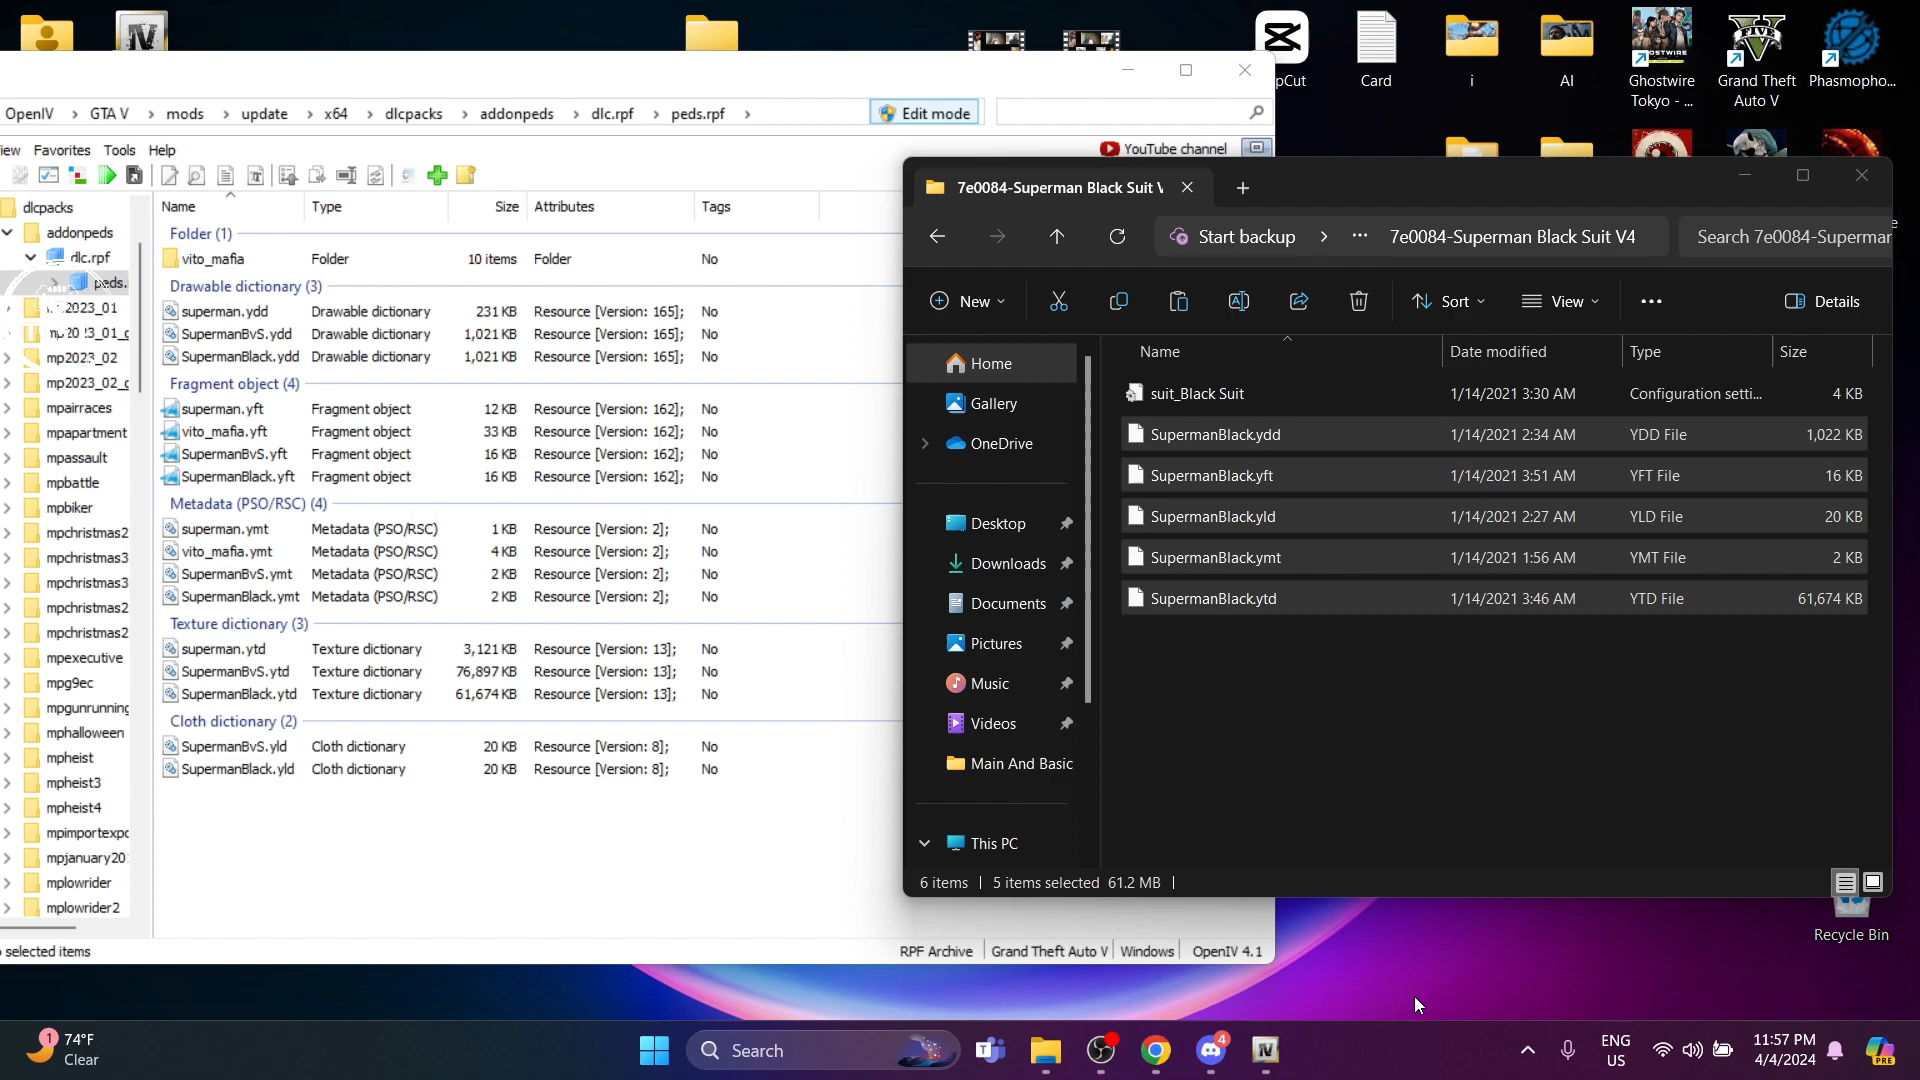 pCut
Card
i
AI
Ghostwire
Tokyo - ...
Grand Theft
Auto V
Phasmopho...
OpenIV > GTA V > mods > update > x64 > dlcpacks > addonpeds > dlc.rpf > peds.rpf >
Edit mode
iew Favorites Tools Help
YouTube channel
dlcpacks
addonpeds
dlc.rpf
peds.
2023_01
mp2023_02
mp2023_02_g
mpairraces
mpapartment
mpassault
mpbattle
mpbiker
mpchristmas2
mpchristmas3
mpchristmas3
mpchristmas2
mpchristmas2
mpexecutive
mpg9ec
mpgunrunning
mphalloween
mpheist
mpheist3
mpheist4
mpimportexpo
mpjanuary20
mplowrider
mplowrider2
Name Type Size Attributes Tags
Folder (1)
vito_mafia Folder 10 items Folder No
Drawable dictionary (3)
superman.ydd Drawable dictionary 231 KB Resource [Version: 165]; No
SupermanBvS.ydd Drawable dictionary 1,021 KB Resource [Version: 165]; No
SupermanBlack.ydd Drawable dictionary 1,021 KB Resource [Version: 165]; No
Fragment object (4)
superman.yft Fragment object 12 KB Resource [Version: 162]; No
vito_mafia.yft Fragment object 33 KB Resource [Version: 162]; No
SupermanBvS.yft Fragment object 16 KB Resource [Version: 162]; No
SupermanBlack.yft Fragment object 16 KB Resource [Version: 162]; No
Metadata (PSO/RSC) (4)
superman.ymt Metadata (PSO/RSC) 1 KB Resource [Version: 2]; No
vito_mafia.ymt Metadata (PSO/RSC) 4 KB Resource [Version: 2]; No
SupermanBvS.ymt Metadata (PSO/RSC) 2 KB Resource [Version: 2]; No
SupermanBlack.ymt Metadata (PSO/RSC) 2 KB Resource [Version: 2]; No
Texture dictionary (3)
superman.ytd Texture dictionary 3,121 KB Resource [Version: 13]; No
SupermanBvS.ytd Texture dictionary 76,897 KB Resource [Version: 13]; No
SupermanBlack.ytd Texture dictionary 61,674 KB Resource [Version: 13]; No
Cloth dictionary (2)
SupermanBvS.yld Cloth dictionary 20 KB Resource [Version: 8]; No
SupermanBlack.yld Cloth dictionary 20 KB Resource [Version: 8]; No
selected items
RPF Archive Grand Theft Auto V Windows OpenIV 4.1
7e0084-Superman Black Suit V
Start backup > ... 7e0084-Superman Black Suit V4
Search 7e0084-Superman
New
Sort
View
Details
Name Date modified Type Size
suit_Black Suit 1/14/2021 3:30 AM Configuration setti... 4 KB
SupermanBlack.ydd 1/14/2021 2:34 AM YDD File 1,022 KB
SupermanBlack.yft 1/14/2021 3:51 AM YFT File 16 KB
SupermanBlack.yld 1/14/2021 2:27 AM YLD File 20 KB
SupermanBlack.ymt 1/14/2021 1:56 AM YMT File 2 KB
SupermanBlack.ytd 1/14/2021 3:46 AM YTD File 61,674 KB
Home
Gallery
OneDrive
Desktop
Downloads
Documents
Pictures
Music
Videos
Main And Basic
This PC
6 items | 5 items selected 61.2 MB |
Recycle Bin
1
74°F
Clear
Search
4
ENG
US
11:57 PM
4/4/2024
PRE